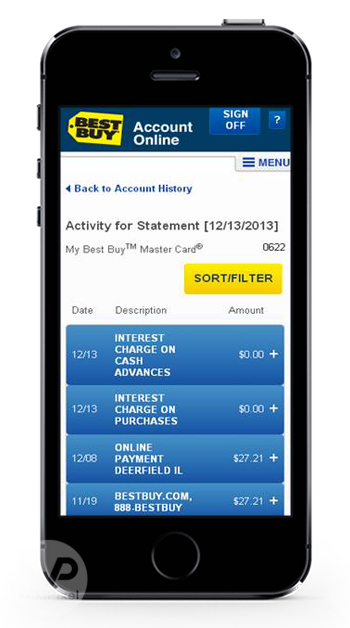 BEST BUY
Account Online
SIGN OFF
?
MENU
Back to Account History
Activity for Statement [12/13/2013]
My Best Buy™ Master Card® 0622
SORT/FILTER
Date Description Amount
12/13 INTEREST CHARGE ON CASH ADVANCES $0.00 +
12/13 INTEREST CHARGE ON PURCHASES $0.00 +
12/08 ONLINE PAYMENT DEERFIELD IL $27.21 +
11/19 BESTBUY.COM, 888-BESTBUY $27.21 +